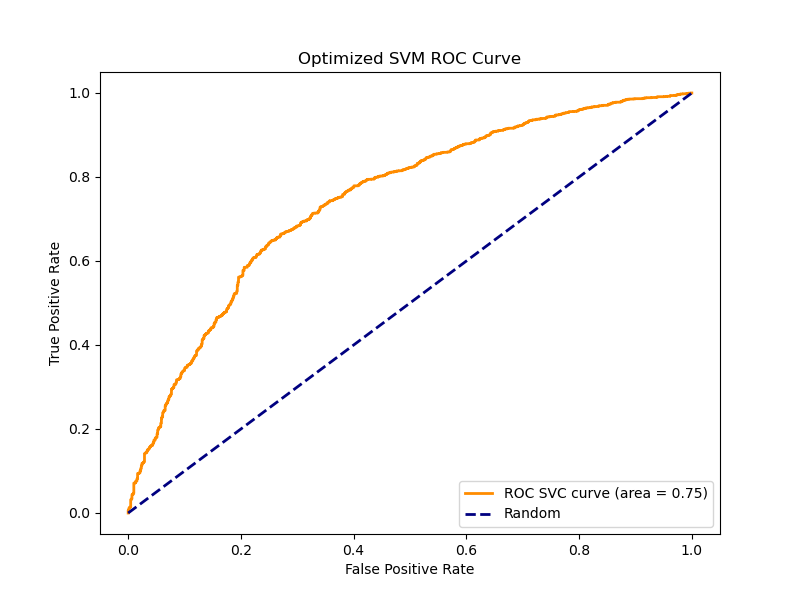 Optimized SVM ROC Curve
1.0
0.8
0.6
0.4
0.2
0.0
True Positive Rate
0.0 0.2 0.4 0.6 0.8 1.0
False Positive Rate
ROC SVC curve (area = 0.75)
Random